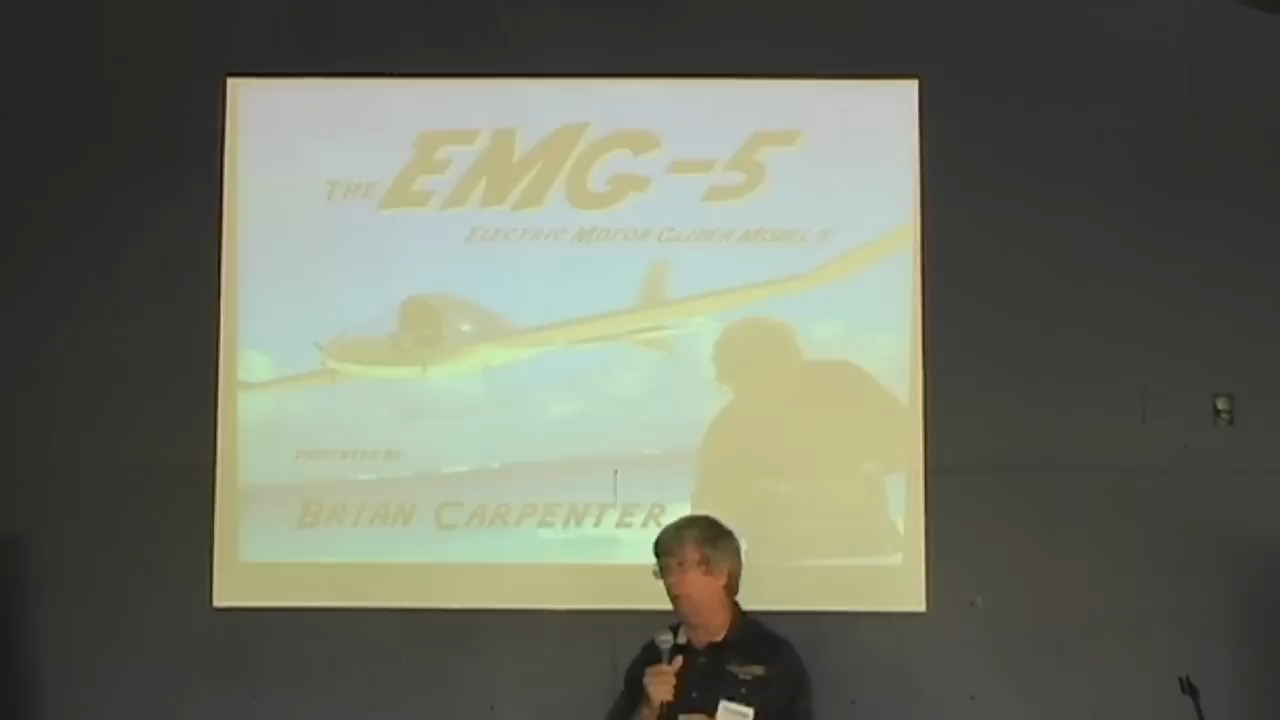 THE EMG-5
ELECTRIC MOTOR GLIDER MODEL 5
PRESENTED BY
BRIAN CARPENTER